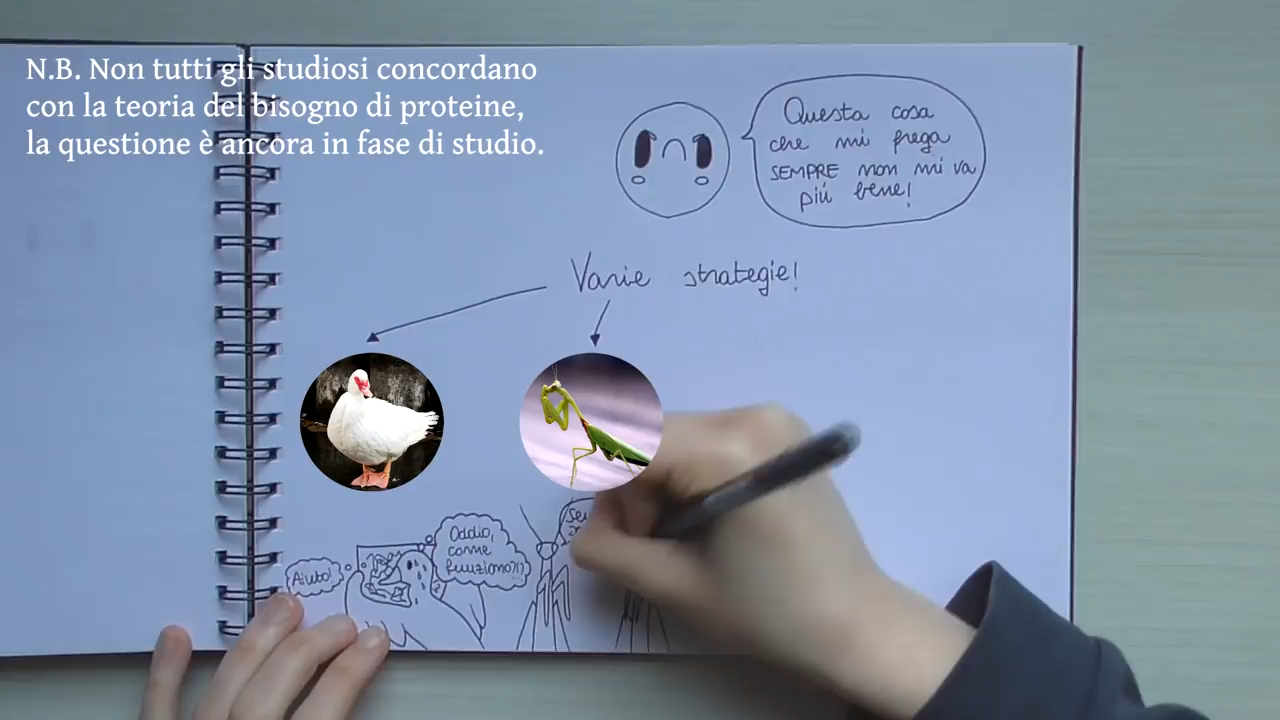 N.B. Non tutti gli studiosi concordano
con la teoria del bisogno di proteine,
la questione è ancora in fase di studio.
Questa cosa
che mi frega
SEMPRE non mi va
più bene!
Varie strategie!
Aiuto!
Oddio,
come
funziona?!?